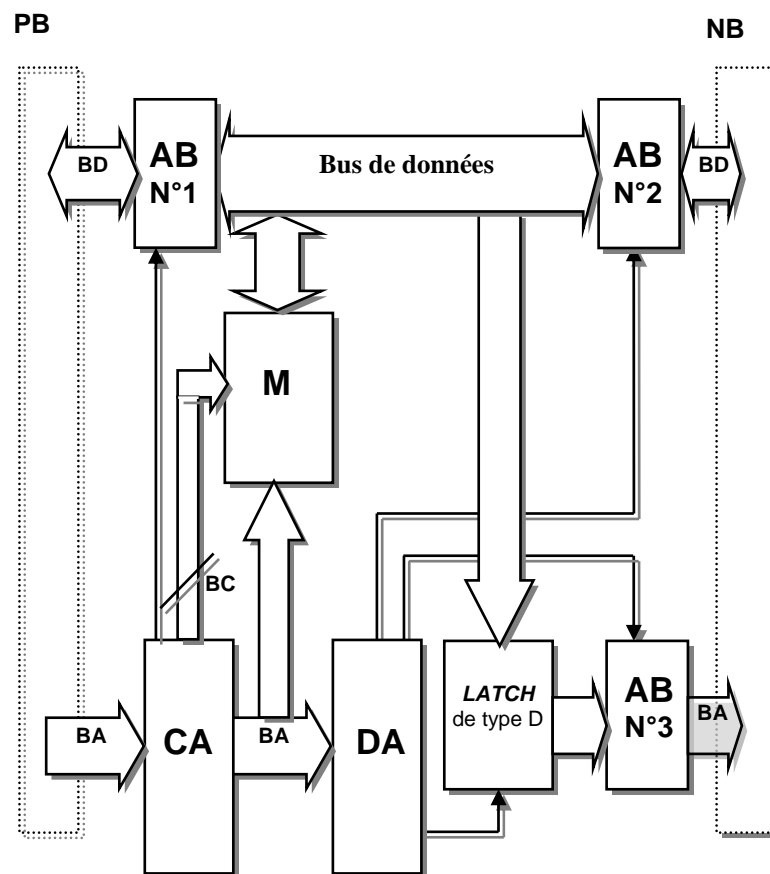 PB
NB
AB
N°1
BD
Bus de données
AB
N°2
BD
M
BC
BA
CA
BA
DA
LATCH
de type D
AB
N°3
BA